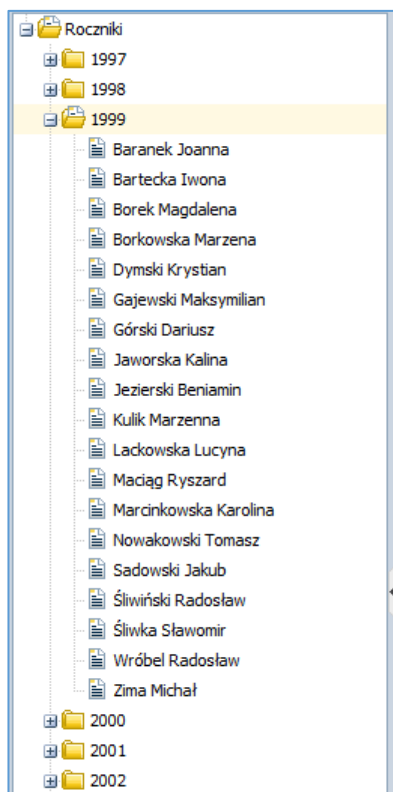 Roczniki
1997
1998
1999
Baranek Joanna
Bartecka Iwona
Borek Magdalena
Borkowska Marzena
Dymski Krystian
Gajewski Maksymilian
Górski Dariusz
Jaworska Kalina
Jezierski Beniamin
Kulik Marzenna
Lackowska Lucyna
Maciąg Ryszard
Marcinkowska Karolina
Nowakowski Tomasz
Sadowski Jakub
Śliwiński Radosław
Śliwka Sławomir
Wróbel Radosław
Zima Michał
2000
2001
2002